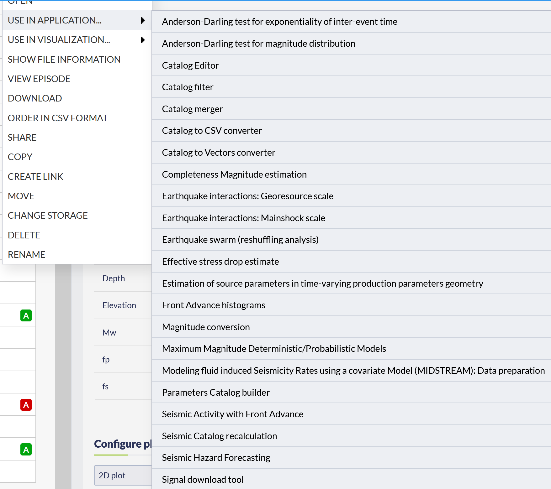 OPEN
USE IN APPLICATION...
USE IN VISUALIZATION...
SHOW FILE INFORMATION
VIEW EPISODE
DOWNLOAD
ORDER IN CSV FORMAT
SHARE
COPY
CREATE LINK
MOVE
CHANGE STORAGE
DELETE
RENAME
Anderson-Darling test for exponentiality of inter-event time
Anderson-Darling test for magnitude distribution
Catalog Editor
Catalog filter
Catalog merger
Catalog to CSV converter
Catalog to Vectors converter
Completeness Magnitude estimation
Earthquake interactions: Georesource scale
Earthquake interactions: Mainshock scale
Earthquake swarm (reshuffling analysis)
Effective stress drop estimate
Estimation of source parameters in time-varying production parameters geometry
Front Advance histograms
Magnitude conversion
Maximum Magnitude Deterministic/Probabilistic Models
Modeling fluid induced Seismicity Rates using a covariate Model (MIDSTREAM): Data preparation
Parameters Catalog builder
Seismic Activity with Front Advance
Seismic Catalog recalculation
Seismic Hazard Forecasting
Signal download tool
A
A
A
Depth
Elevation
Mw
fp
fs
Configure
2D plot